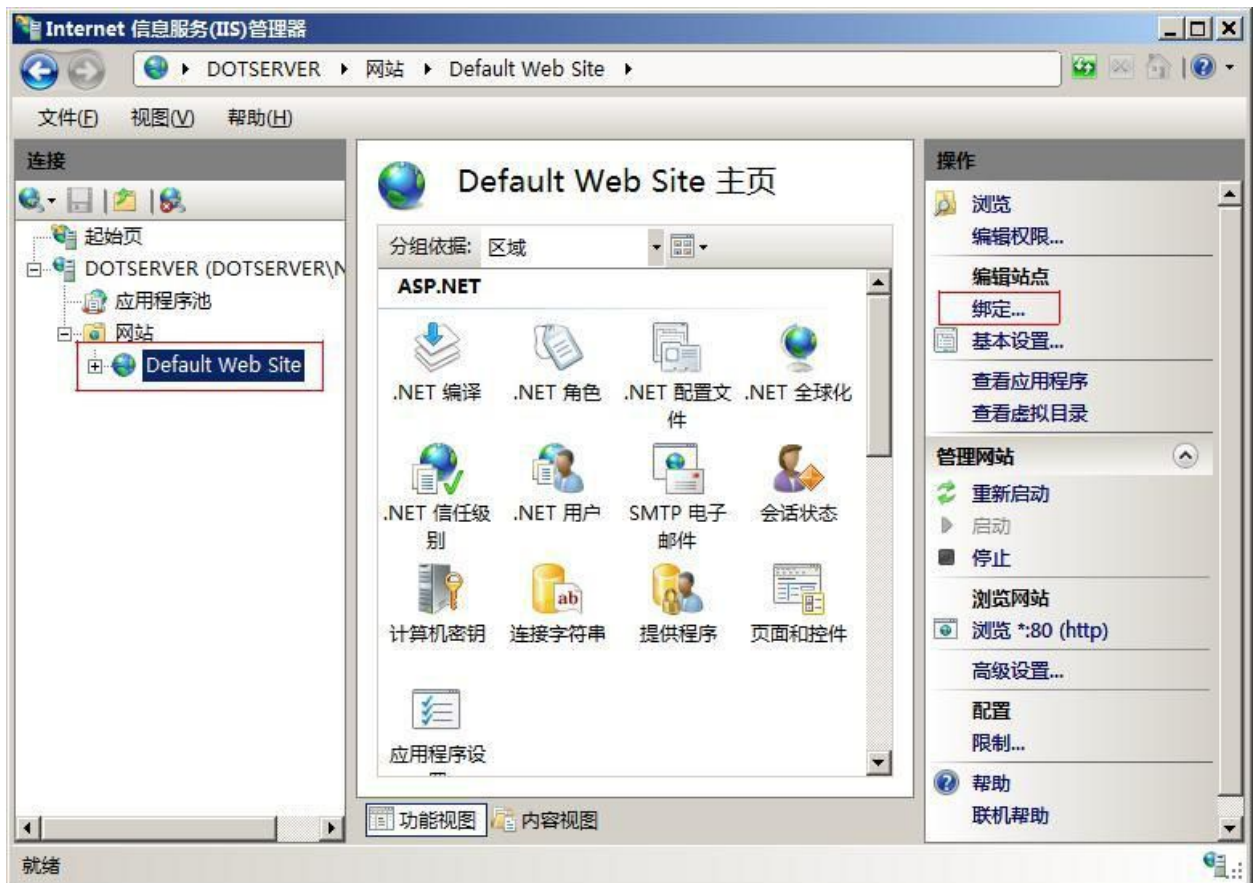 Internet 信息服务(IIS)管理器
DOTSERVER 网站 Default Web Site
文件(F) 视图(V) 帮助(H)
连接
起始页
DOTSERVER (DOTSERVER\
应用程序池
网站
Default Web Site
Default Web Site 主页
分组依据: 区域
ASP.NET
.NET 编译
.NET 角色
.NET 配置文
件
.NET 全球化
.NET 信任级
别
.NET 用户
SMTP 电子
邮件
会话状态
计算机密钥
连接字符串
提供程序
页面和控件
应用程序设
功能视图
内容视图
操作
浏览
编辑权限...
编辑站点
绑定...
基本设置...
查看应用程序
查看虚拟目录
管理网站
重新启动
启动
停止
浏览网站
浏览 *:80 (http)
高级设置...
配置
限制...
帮助
联机帮助
就绪